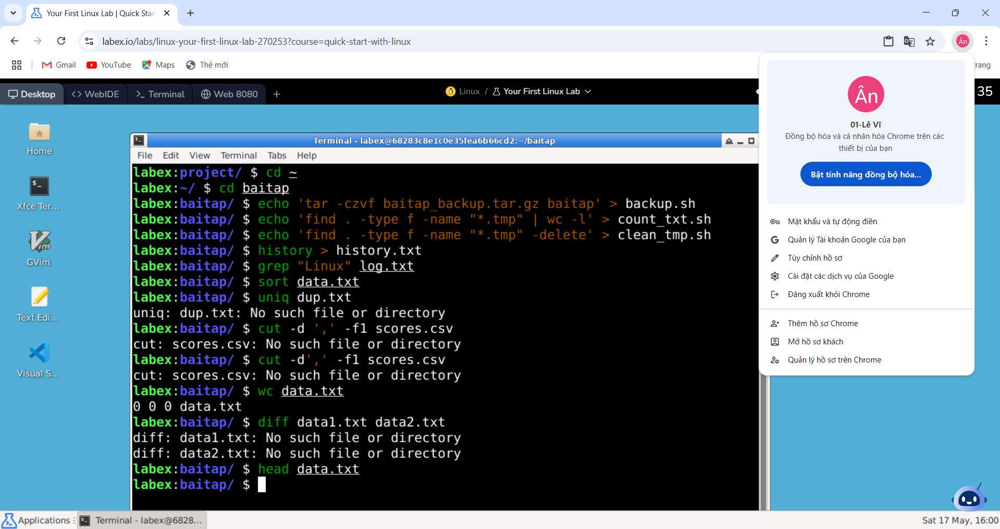 Your First Linux Lab | Quick Star
labex.io/labs/linux-your-first-linux-lab-270253?course=quick-start-with-linux
Ân
Gmail
YouTube
Maps
Thẻ mới
Desktop
WebIDE
Terminal
Web 8080
Linux / Your First Linux Lab
35
Home
Xfce Ter...
GVim
Text Edi...
Visual S...
Terminal - labex@68283c8e1c0e35fea6b66cd2:~/baitap
File Edit View Terminal Tabs Help
labex:project/ $ cd ~
labex:~/ $ cd baitap
labex:baitap/ $ echo 'tar -czvf baitap_backup.tar.gz baitap' > backup.sh
labex:baitap/ $ echo 'find . -type f -name "*.tmp" | wc -l' > count_txt.sh
labex:baitap/ $ echo 'find . -type f -name "*.tmp" -delete' > clean_tmp.sh
labex:baitap/ $ history > history.txt
labex:baitap/ $ grep "Linux" log.txt
labex:baitap/ $ sort data.txt
labex:baitap/ $ uniq dup.txt
uniq: dup.txt: No such file or directory
labex:baitap/ $ cut -d ',' -f1 scores.csv
cut: scores.csv: No such file or directory
labex:baitap/ $ cut -d',' -f1 scores.csv
cut: scores.csv: No such file or directory
labex:baitap/ $ wc data.txt
0 0 0 data.txt
labex:baitap/ $ diff data1.txt data2.txt
diff: data1.txt: No such file or directory
diff: data2.txt: No such file or directory
labex:baitap/ $ head data.txt
labex:baitap/ $
Ân
01-Lê Vĩ
Đồng bộ hóa và cá nhân hóa Chrome trên các
thiết bị của bạn
Bật tính năng đồng bộ hóa...
Mật khẩu và tự động điền
Quản lý Tài khoản Google của bạn
Tùy chỉnh hồ sơ
Cài đặt các dịch vụ của Google
Đăng xuất khỏi Chrome
Thêm hồ sơ Chrome
Mở hồ sơ khách
Quản lý hồ sơ trên Chrome
Applications
Terminal - labex@6828...
Sat 17 May, 16:00